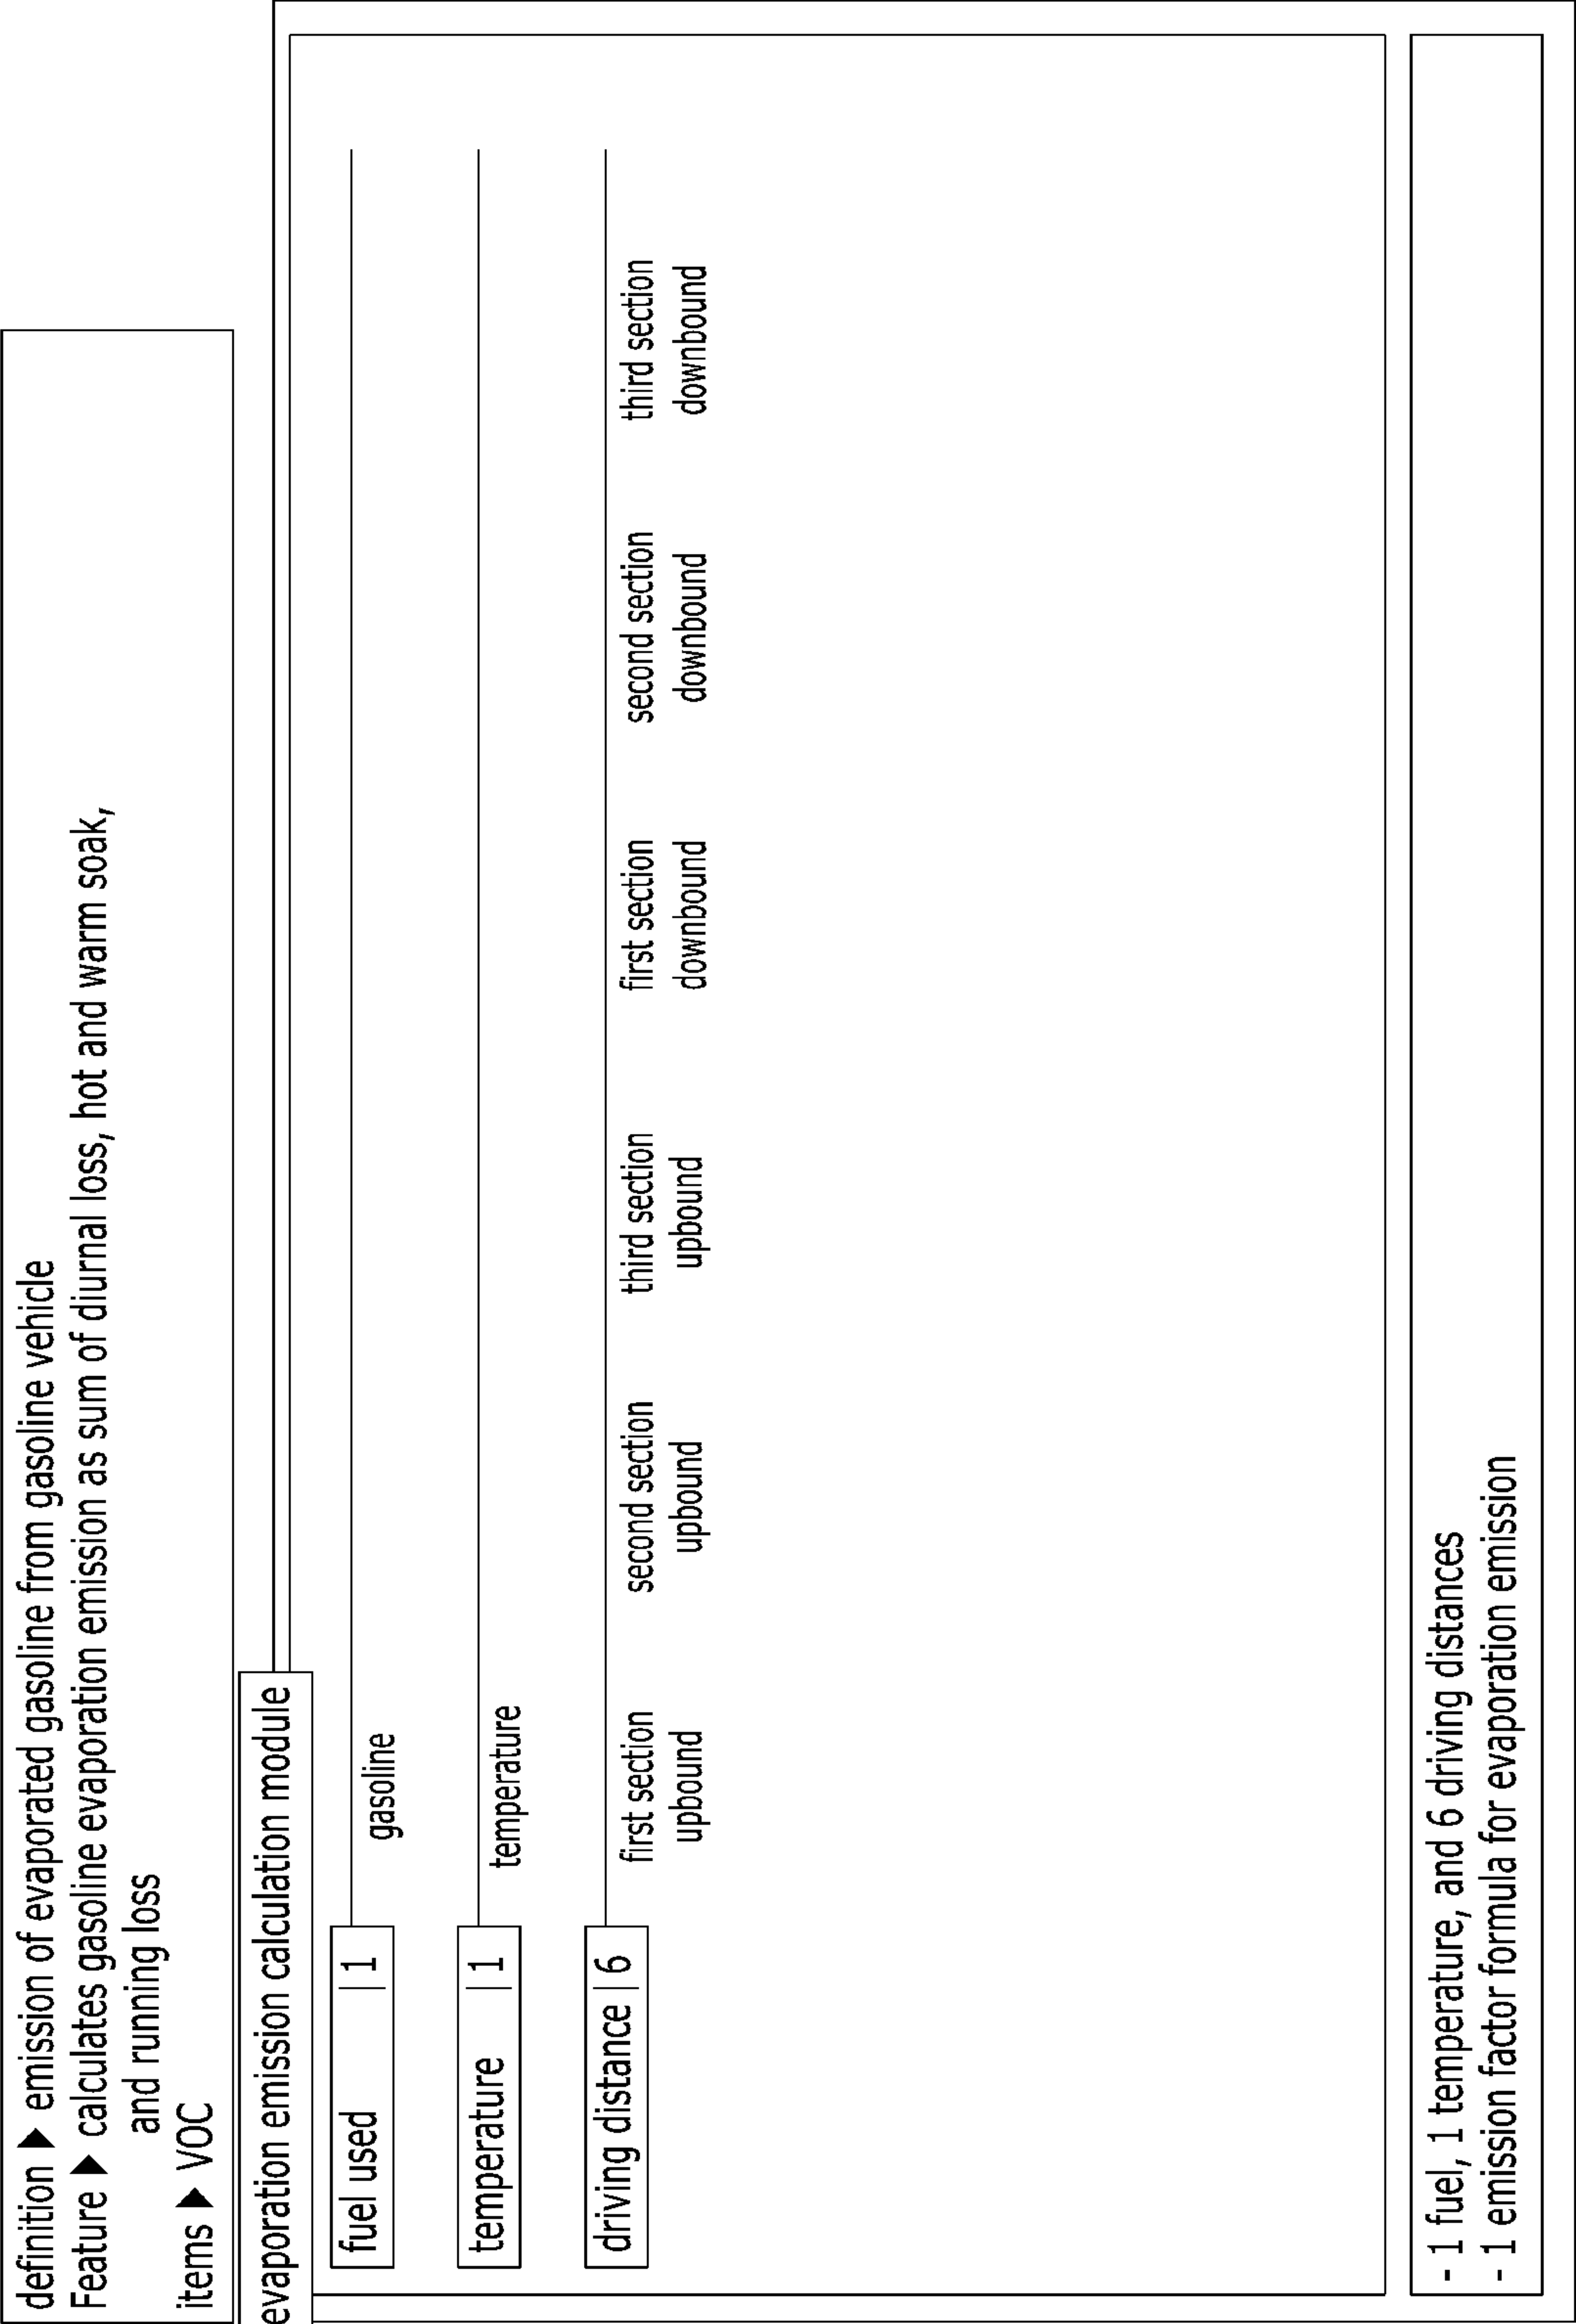 definition ▶ emission of evaporated gasoline from gasoline vehicle
Feature ▶ calculates gasoline evaporation emission as sum of diurnal loss, hot and warm soak,
and running loss
items ▶ VOC
evaporation emission calculation module
fuel used | 1
gasoline
temperature | 1
temperature
driving distance | 6
first section second section third section first section second section third section
upbound upbound upbound downbound downbound downbound
- 1 fuel, 1 temperature, and 6 driving distances
- 1 emission factor formula for evaporation emission